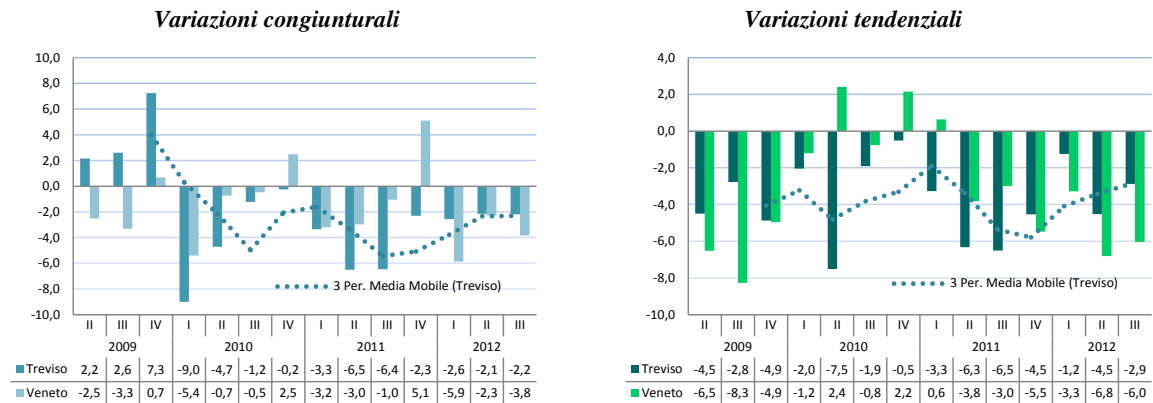 Variazioni congiunturali
10,0
8,0
6,0
4,0
2,0
0,0
-2,0
-4,0
-6,0
-8,0
-10,0
3 Per. Media Mobile (Treviso)
II III IV I II III IV I II III IV I II III
2009 2010 2011 2012
Treviso 2,2 2,6 7,3 -9,0 -4,7 -1,2 -0,2 -3,3 -6,5 -6,4 -2,3 -2,6 -2,1 -2,2
Veneto -2,5 -3,3 0,7 -5,4 -0,7 -0,5 2,5 -3,2 -3,0 -1,0 5,1 -5,9 -2,3 -3,8
Variazioni tendenziali
4,0
2,0
0,0
-2,0
-4,0
-6,0
-8,0
-10,0
3 Per. Media Mobile (Treviso)
II III IV I II III IV I II III IV I II III
2009 2010 2011 2012
Treviso -4,5 -2,8 -4,9 -2,0 -7,5 -1,9 -0,5 -3,3 -6,3 -6,5 -4,5 -1,2 -4,5 -2,9
Veneto -6,5 -8,3 -4,9 -1,2 2,4 -0,8 2,2 0,6 -3,8 -3,0 -5,5 -3,3 -6,8 -6,0